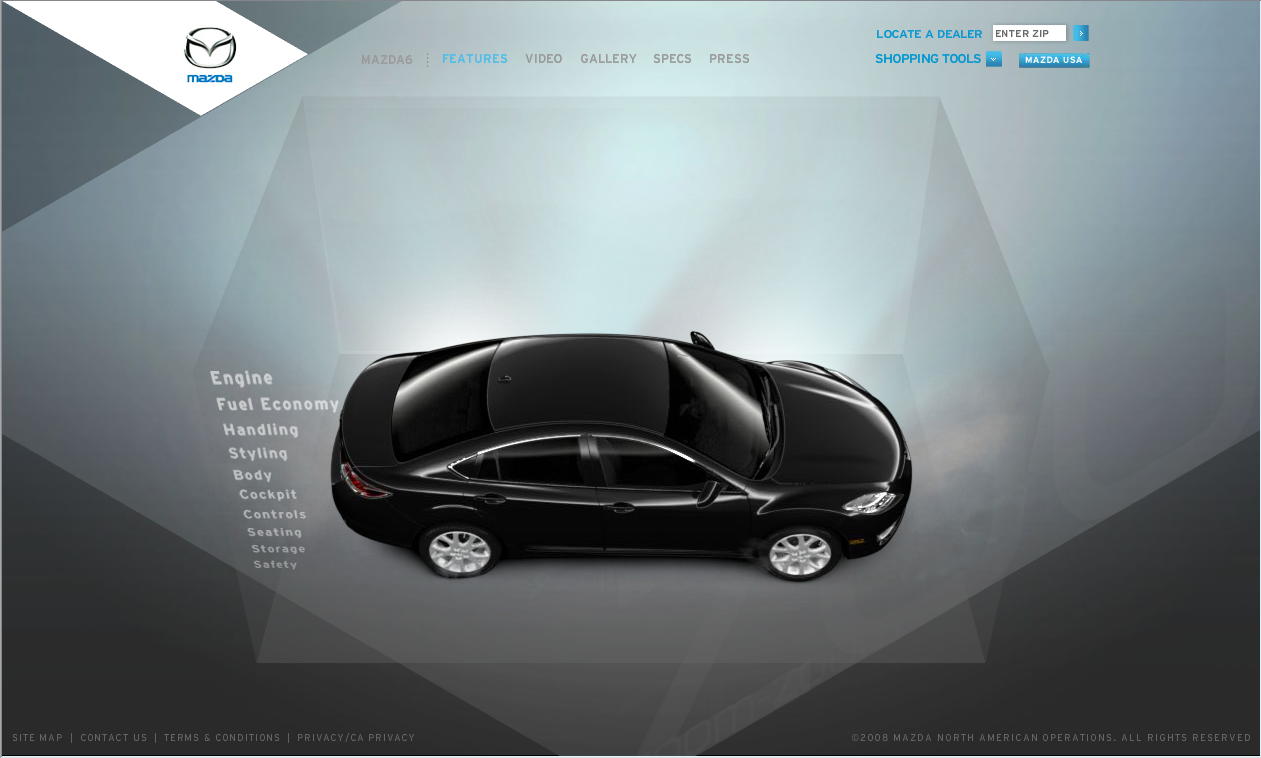 mazda
MAZDA6 FEATURES VIDEO GALLERY SPECS PRESS
LOCATE A DEALER ENTER ZIP
SHOPPING TOOLS MAZDA USA
Engine
Fuel Economy
Handling
Styling
Body
Cockpit
Controls
Seating
Storage
Safety
SITE MAP | CONTACT US | TERMS & CONDITIONS | PRIVACY/CA PRIVACY
©2008 MAZDA NORTH AMERICAN OPERATIONS. ALL RIGHTS RESERVED